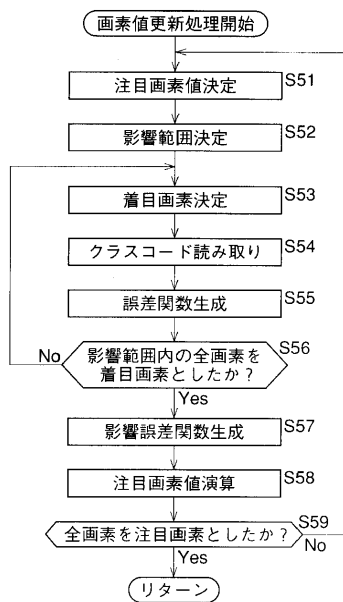 画素値更新処理開始
注目画素値決定 S51
影響範囲決定 S52
着目画素決定 S53
クラスコード読み取り S54
誤差関数生成 S55
影響範囲内の全画素を S56
着目画素としたか?
No
Yes
影響誤差関数生成 S57
注目画素値演算 S58
全画素を注目画素としたか? S59
No
Yes
リターン